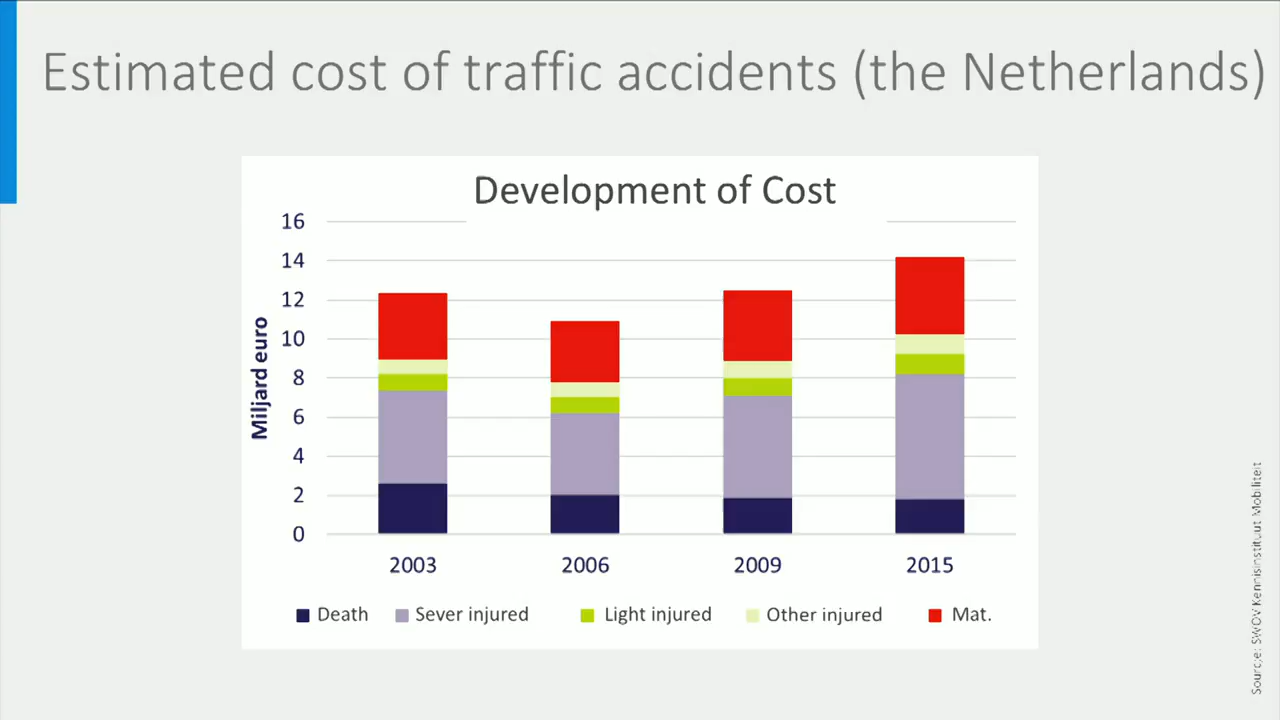 Estimated cost of traffic accidents (the Netherlands)
Development of Cost
16
14
12
10
8
6
4
2
0
Miljard euro
2003 2006 2009 2015
Death Sever injured Light injured Other injured Mat.
Sour;e: SWOV Kennisinstituut Mobiliteit